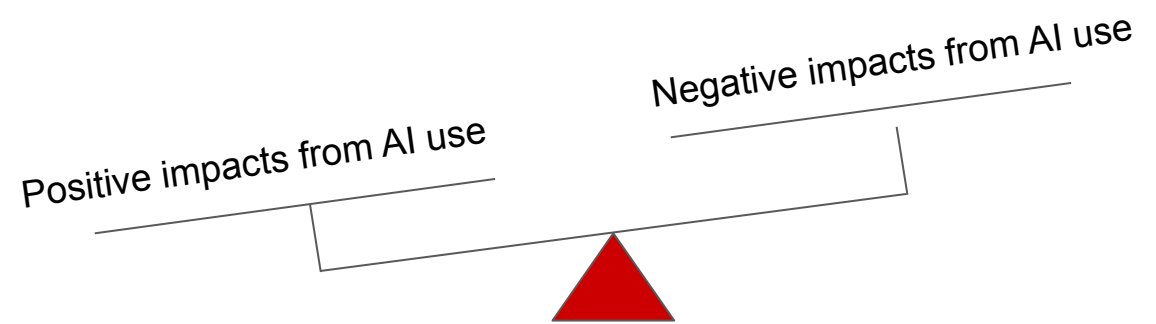 Positive impacts from AI use
Negative impacts from AI use